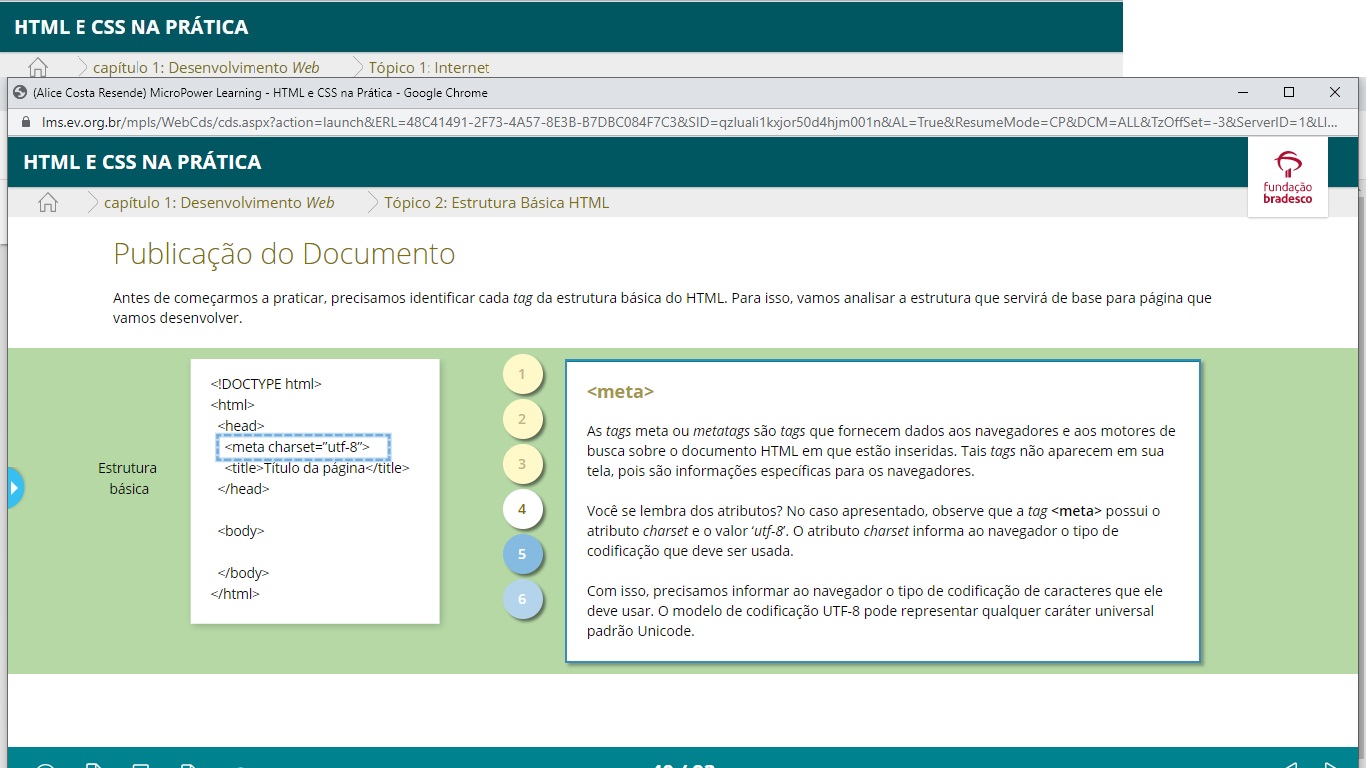 HTML E CSS NA PRÁTICA
capítulo 1: Desenvolvimento Web
Tópico 1: Internet
(Alice Costa Resende) MicroPower Learning - HTML e CSS na Prática - Google Chrome
lms.ev.org.br/mpls/WebCds/cds.aspx?action=launch&ERL=48C41491-2F73-4A57-8E3B-B7DBC084F7C3&SID=qzluali1kxjor50d4hjm001n&AL=True&ResumeMode=CP&DCM=ALL&TzOffSet=-3&ServerID=1&LI...
HTML E CSS NA PRÁTICA
fundação
bradesco
capítulo 1: Desenvolvimento Web
Tópico 2: Estrutura Básica HTML
Publicação do Documento
Antes de começarmos a praticar, precisamos identificar cada tag da estrutura básica do HTML. Para isso, vamos analisar a estrutura que servirá de base para página que
vamos desenvolver.
Estrutura
básica
<!DOCTYPE html>
<html>
<head>
<meta charset=”utf-8”>
<title>Título da página</title>
</head>
<body>
</body>
</html>
1
2
3
4
5
6
<meta>
As tags meta ou metatags são tags que fornecem dados aos navegadores e aos motores de
busca sobre o documento HTML em que estão inseridas. Tais tags não aparecem em sua
tela, pois são informações específicas para os navegadores.
Você se lembra dos atributos? No caso apresentado, observe que a tag <meta> possui o
atributo charset e o valor ‘utf-8’. O atributo charset informa ao navegador o tipo de
codificação que deve ser usada.
Com isso, precisamos informar ao navegador o tipo de codificação de caracteres que ele
deve usar. O modelo de codificação UTF-8 pode representar qualquer caráter universal
padrão Unicode.